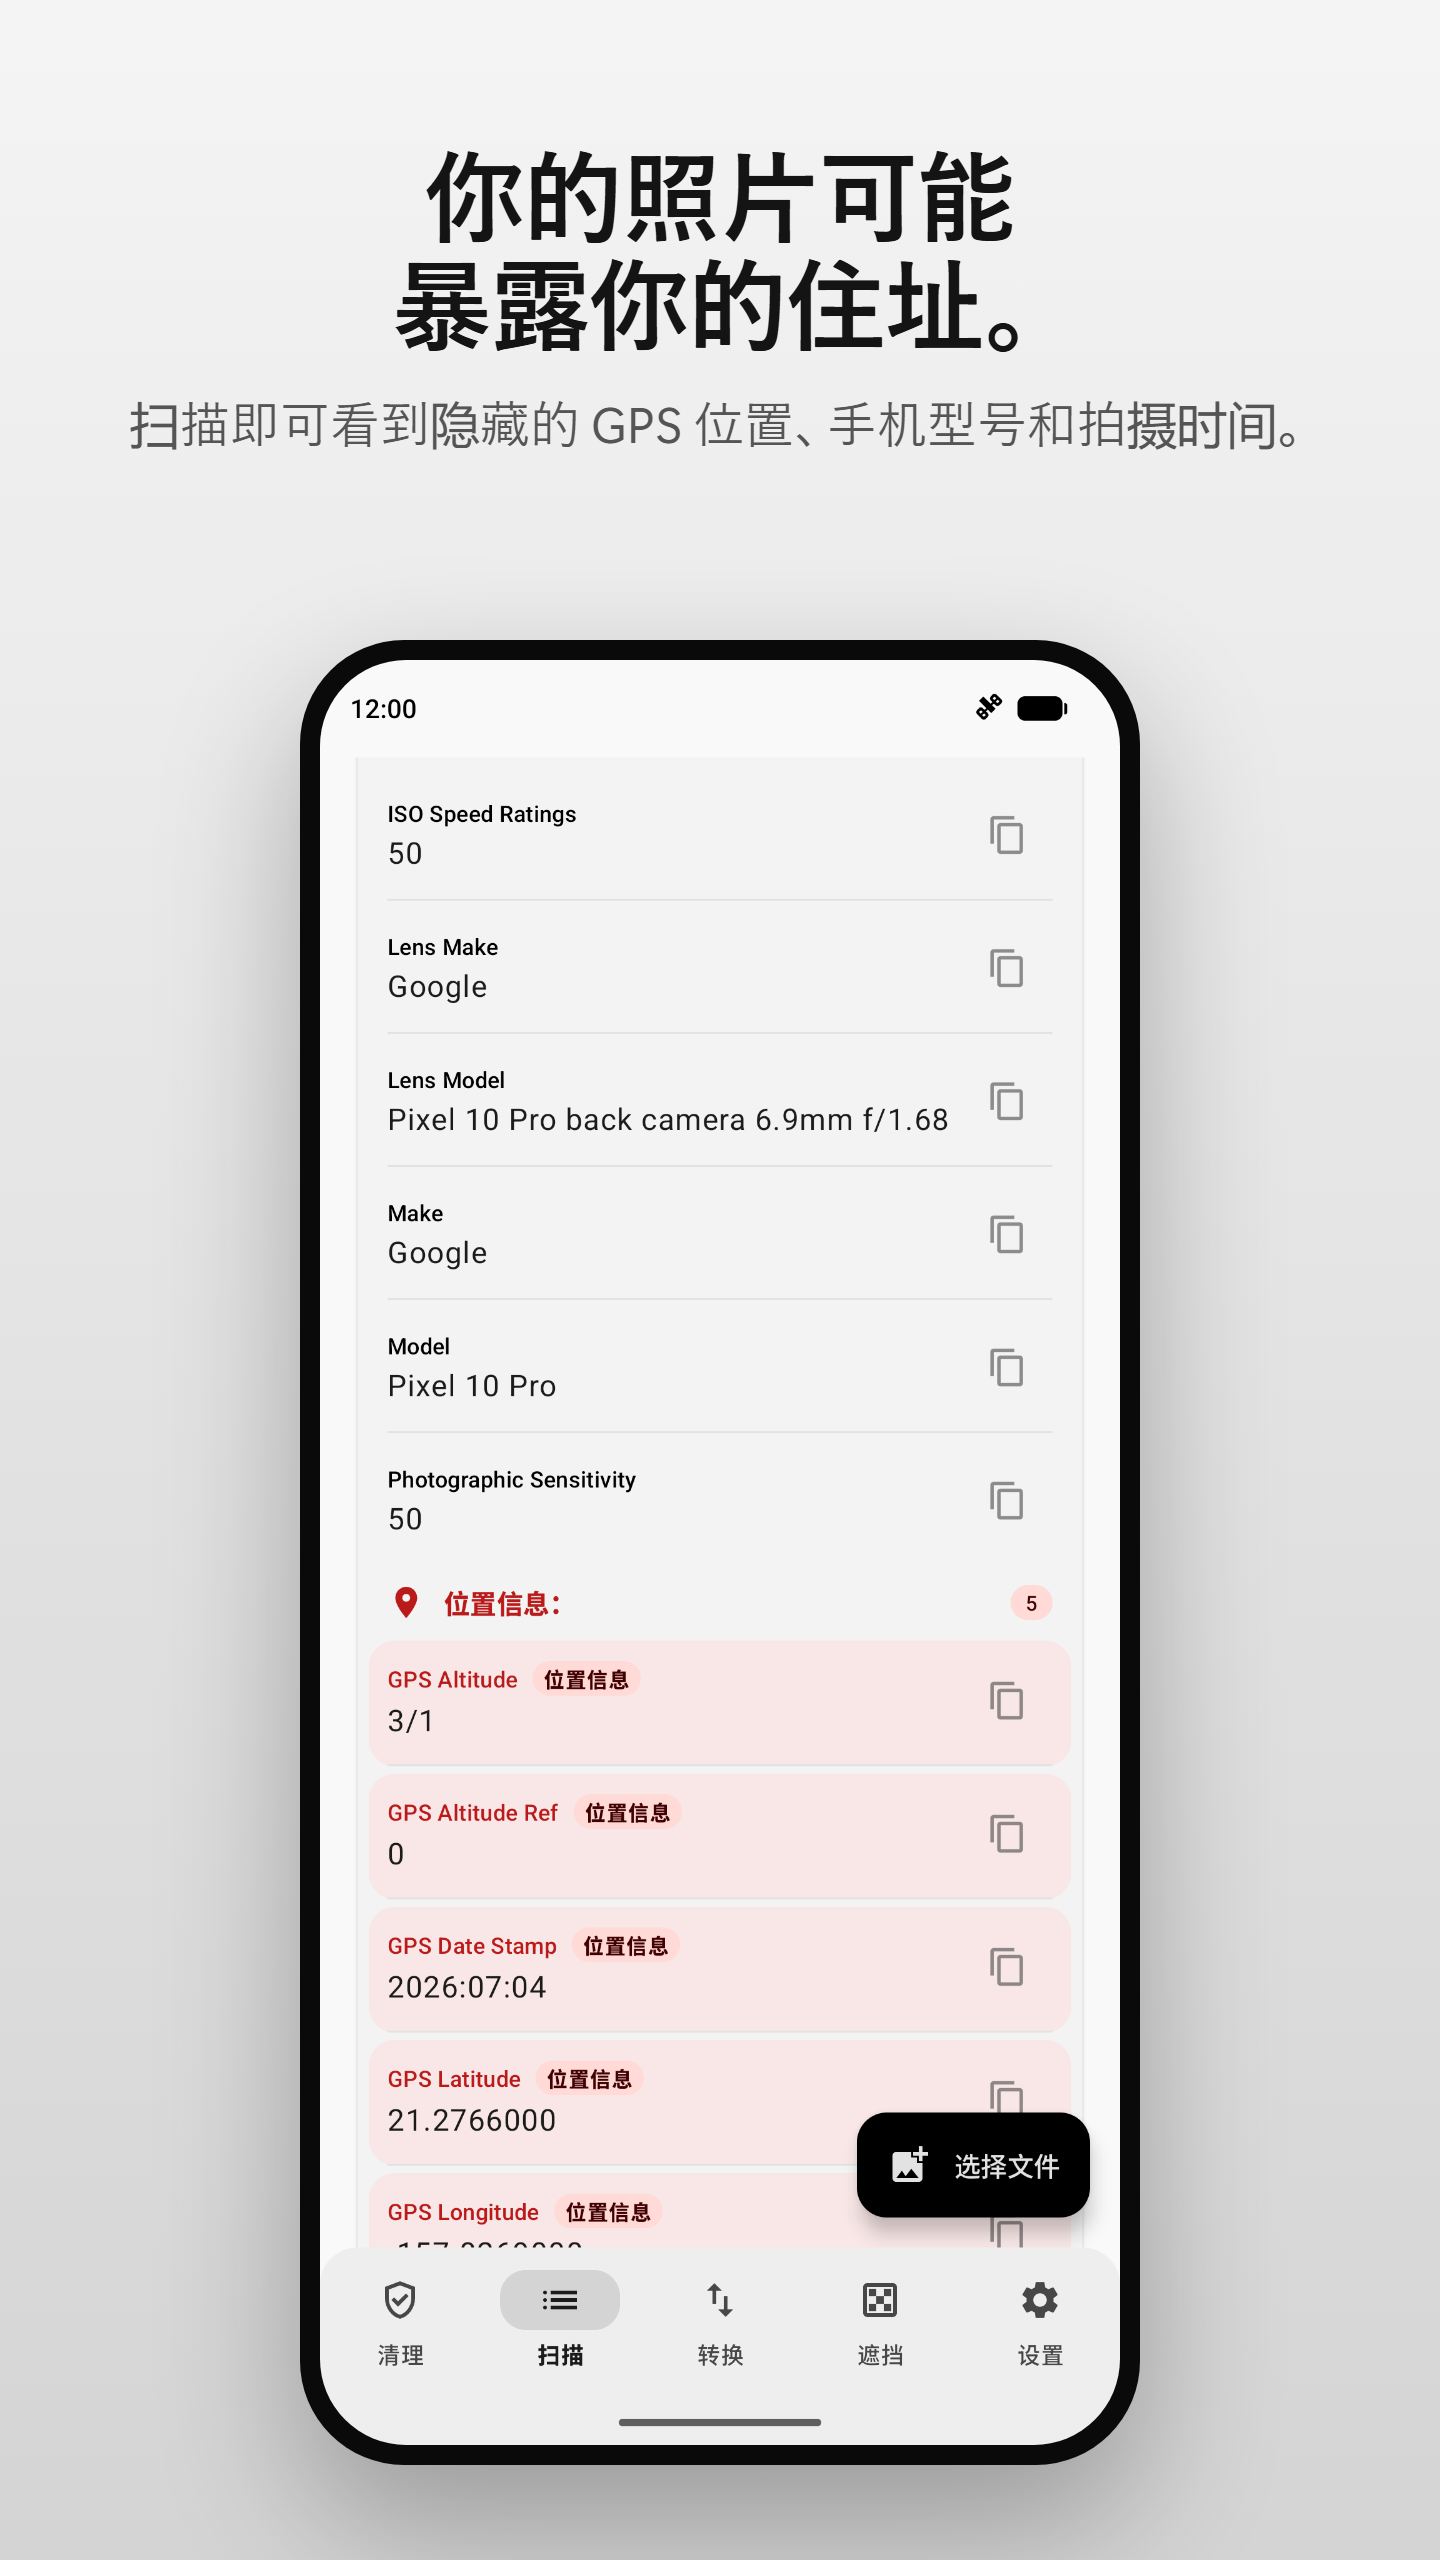 你的照片可能
暴露你的住址。
扫描即可看到隐藏的 GPS 位置、手机型号和拍摄时间。
12:00
ISO Speed Ratings
50
Lens Make
Google
Lens Model
Pixel 10 Pro back camera 6.9mm f/1.68
Make
Google
Model
Pixel 10 Pro
Photographic Sensitivity
50
位置信息： 5
GPS Altitude 位置信息
3/1
GPS Altitude Ref 位置信息
0
GPS Date Stamp 位置信息
2026:07:04
GPS Latitude 位置信息
21.2766000
选择文件
GPS Longitude 位置信息
清理 扫描 转换 遮挡 设置